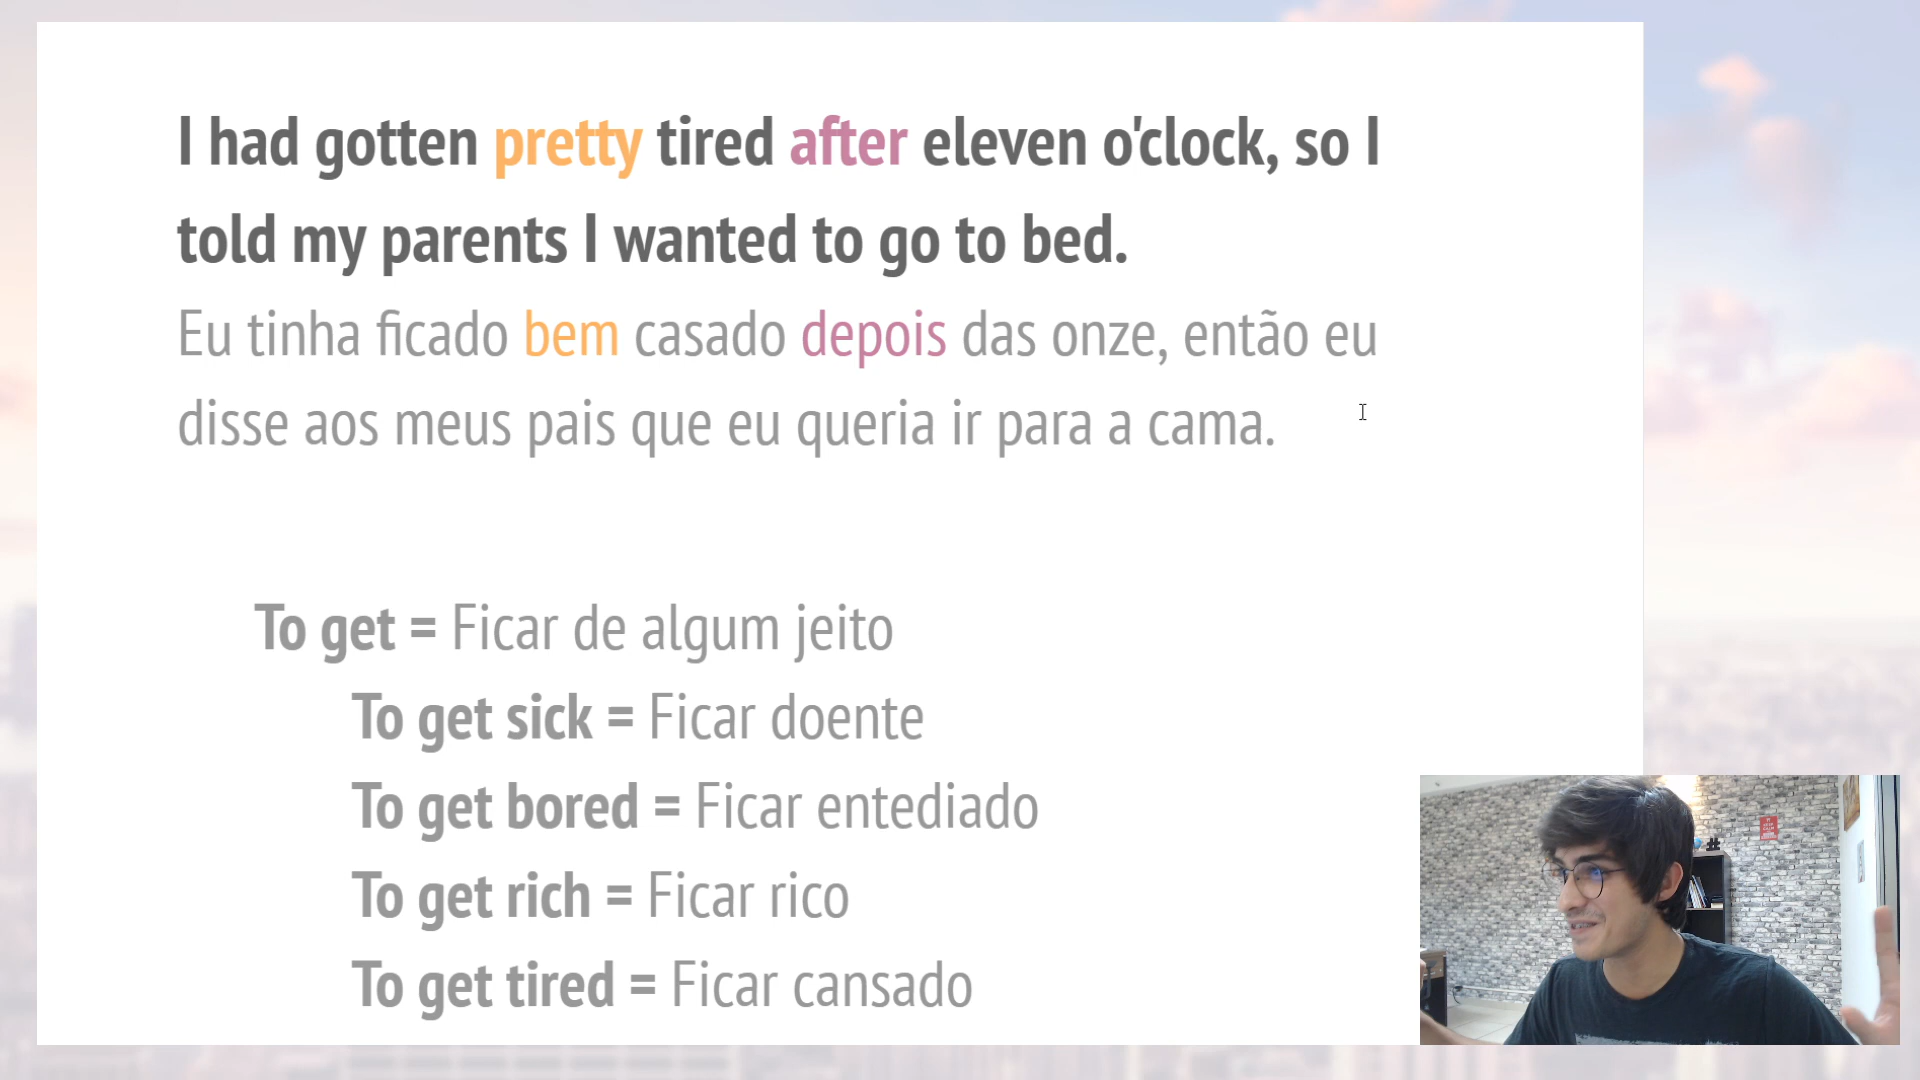 I had gotten pretty tired after eleven o'clock, so I
told my parents I wanted to go to bed.
Eu tinha ficado bem casado depois das onze, então eu
disse aos meus pais que eu queria ir para a cama.
To get = Ficar de algum jeito
To get sick = Ficar doente
To get bored = Ficar entediado
To get rich = Ficar rico
To get tired = Ficar cansado